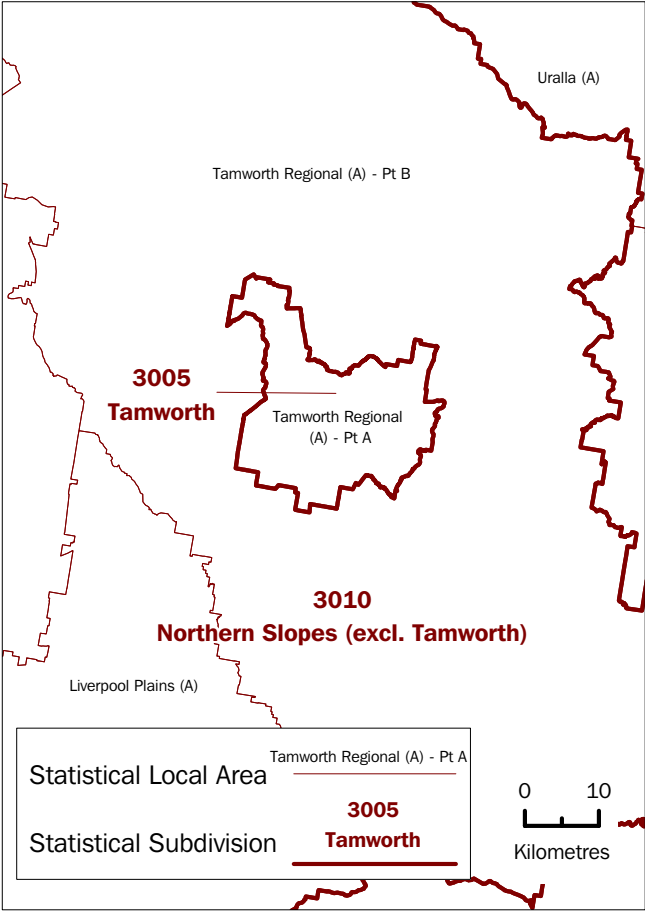 Uralla (A)
Tamworth Regional (A) - Pt B
3005
Tamworth
Tamworth Regional
(A) - Pt A
3010
Northern Slopes (excl. Tamworth)
Liverpool Plains (A)
Tamworth Regional (A) - Pt A
Statistical Local Area
3005
Tamworth
Statistical Subdivision
0 10
Kilometres